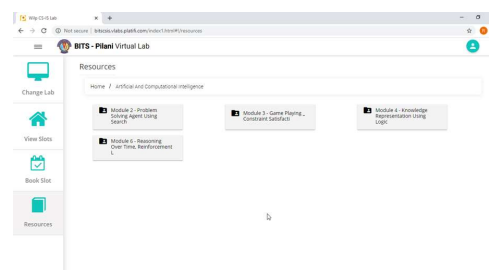 Wilp CS-IS Lab
Not secure | bitscsis.vlabs.platifi.com/index1.html#!/resources
BITS - Pilani Virtual Lab
Resources
Change Lab
Home / Artificial And Computational Intelligence
Module 2 - Problem
Solving Agent Using
Search
Module 3 - Game Playing _
Constraint Satisfacti
Module 4 - Knowledge
Representation Using
Logic
Module 6 - Reasoning
Over Time, Reinforcement
L
View Slots
Book Slot
Resources